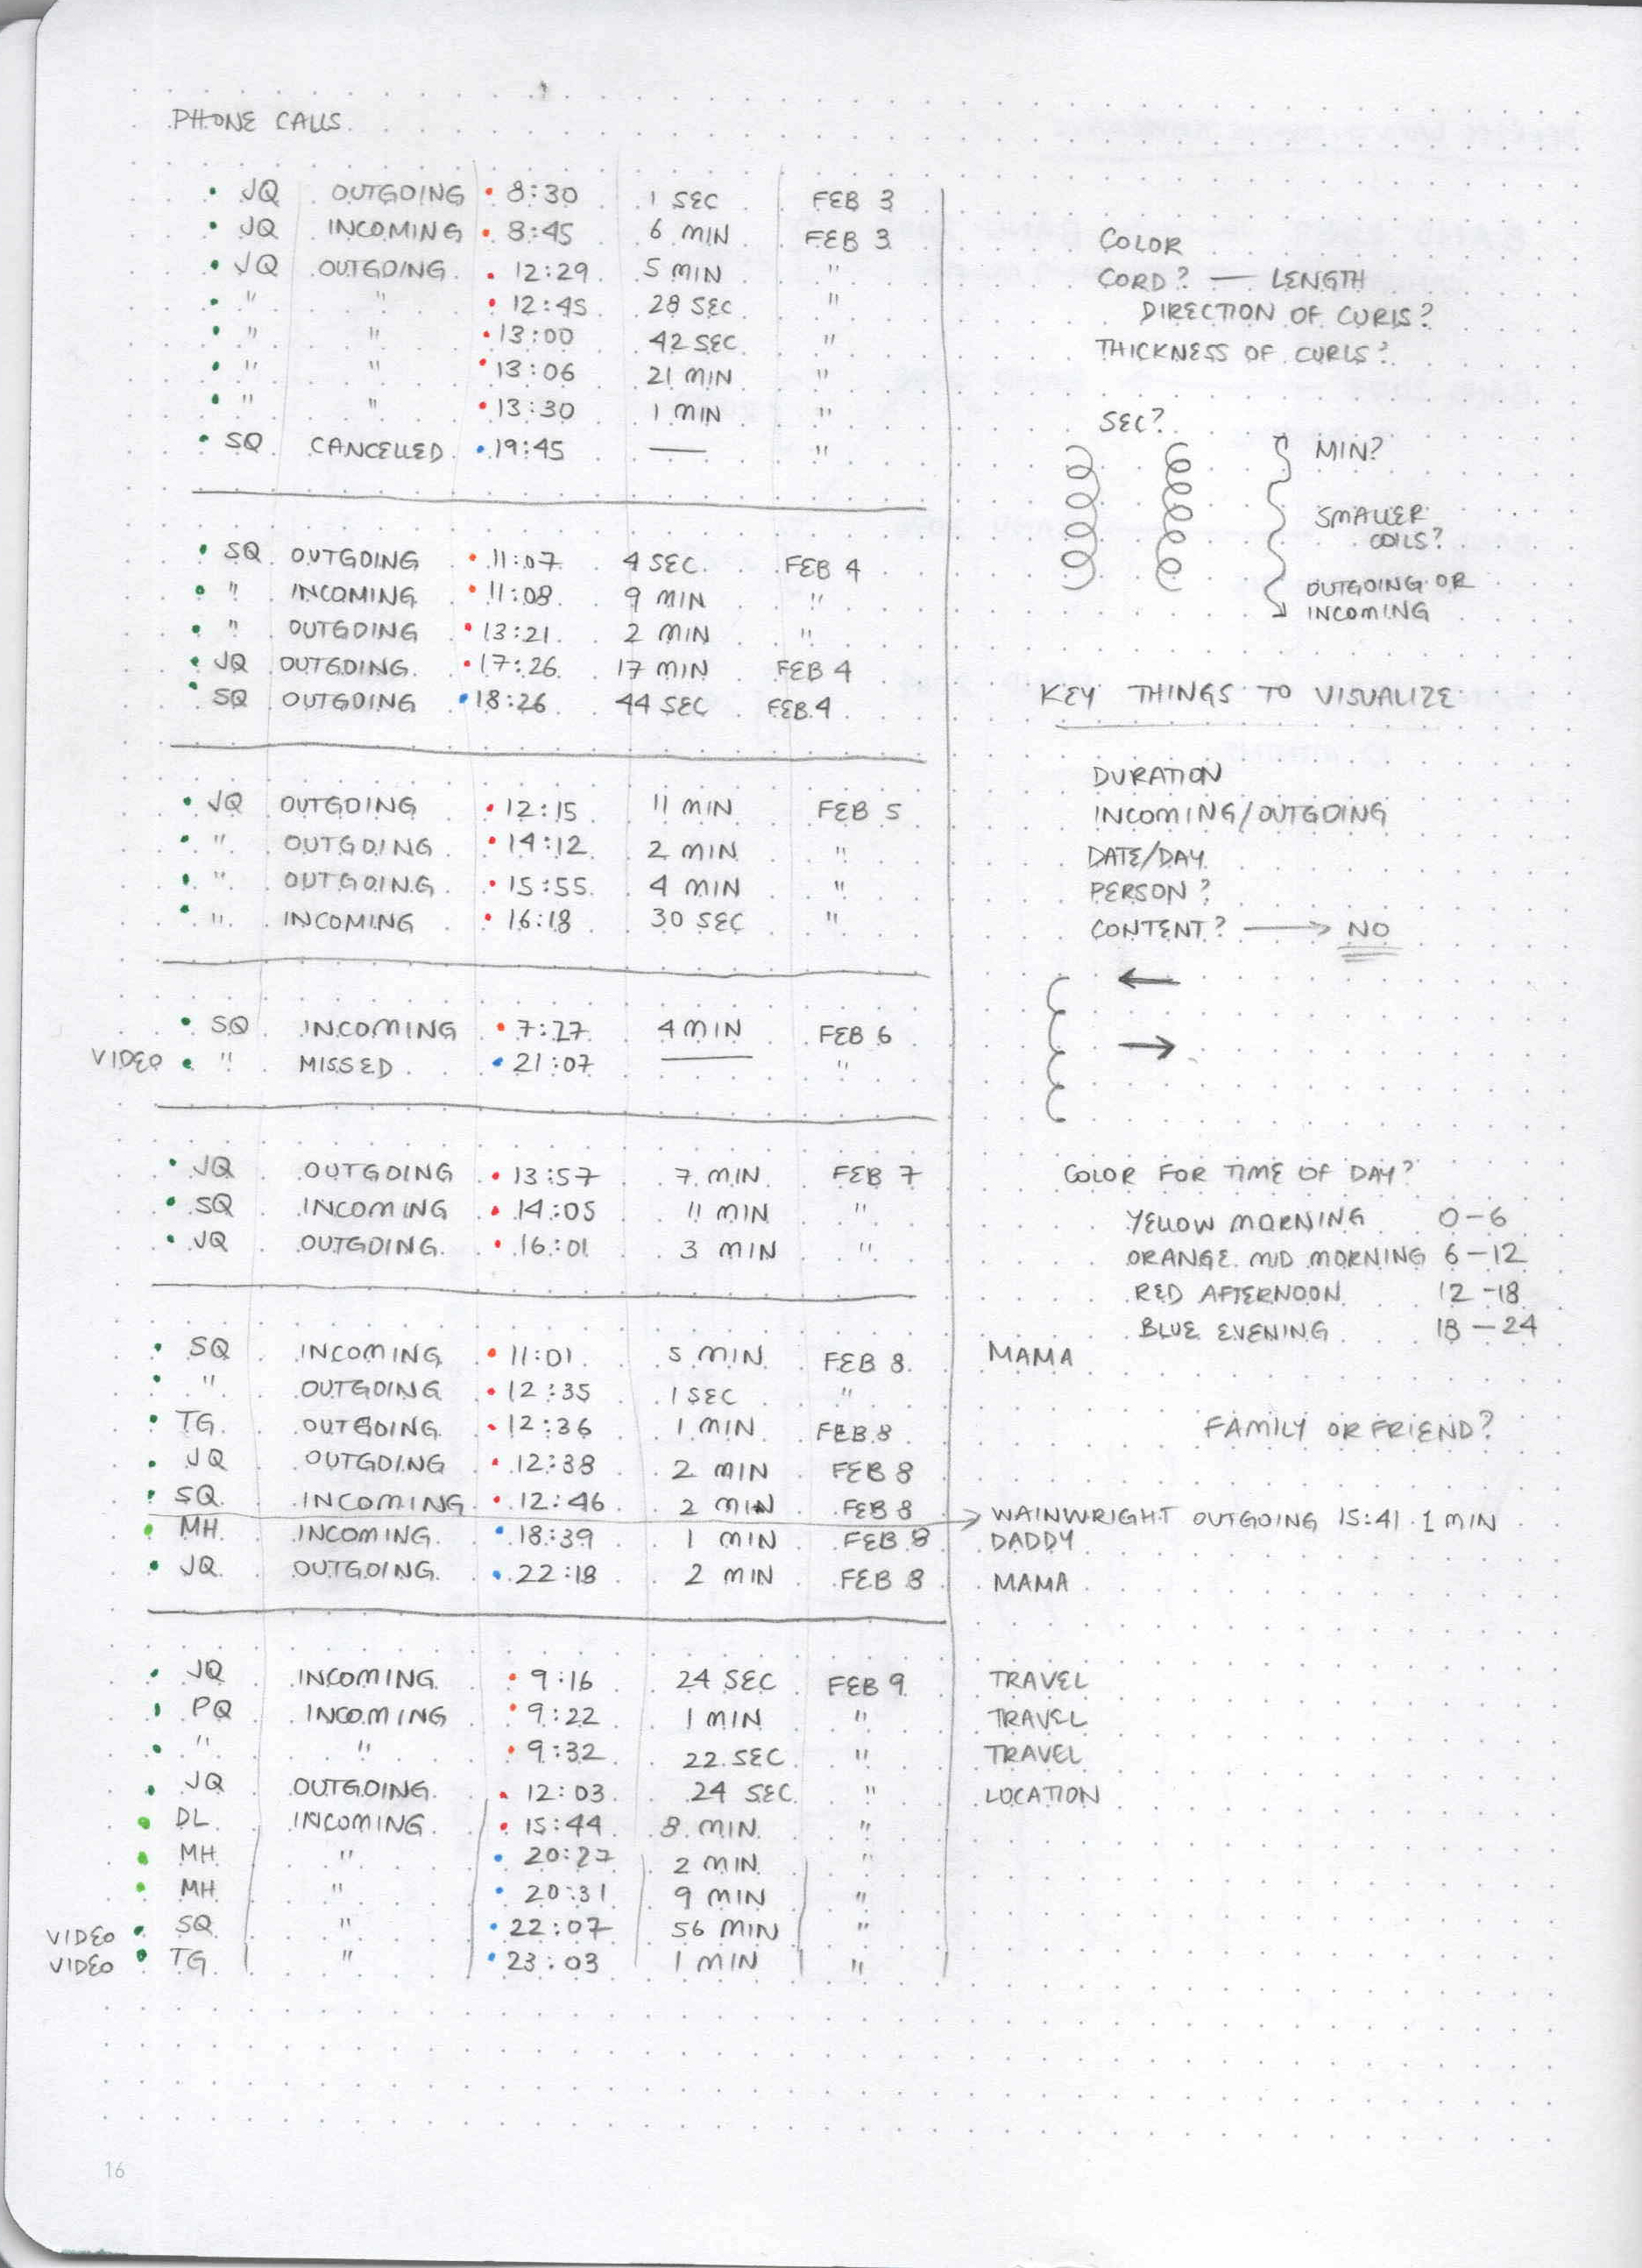 PHONE CALLS
JQ OUTGOING 8:30 1 SEC FEB 3
JQ INCOMING 8:45 6 MIN FEB 3
JQ OUTGOING 12:29 5 MIN "
" " 12:45 28 SEC "
" " 13:00 42 SEC "
" " 13:06 21 MIN "
" " 13:30 1 MIN "
SQ CANCELLED 19:45 — "
SQ OUTGOING 11:07 4 SEC FEB 4
" INCOMING 11:08 9 MIN "
" OUTGOING 13:21 2 MIN "
JQ OUTGOING 17:26 17 MIN FEB 4
SQ OUTGOING 18:26 44 SEC FEB 4
JQ OUTGOING 12:15 11 MIN FEB 5
" OUTGOING 14:12 2 MIN "
" OUTGOING 15:55 4 MIN "
" INCOMING 16:18 30 SEC "
SQ INCOMING 7:27 4 MIN FEB 6
VIDEO " MISSED 21:07 — "
JQ OUTGOING 13:57 7 MIN FEB 7
SQ INCOMING 14:05 11 MIN "
JQ OUTGOING 16:01 3 MIN "
SQ INCOMING 11:01 5 MIN FEB 8 MAMA
" OUTGOING 12:35 1 SEC "
TG OUTGOING 12:36 1 MIN FEB 8
JQ OUTGOING 12:38 2 MIN FEB 8
SQ INCOMING 12:46 2 MIN FEB 8
→ WAINWRIGHT OUTGOING 15:41 1 MIN
MH INCOMING 18:39 1 MIN FEB 8 DADDY
JQ OUTGOING 22:18 2 MIN FEB 8 MAMA
JQ INCOMING 9:16 24 SEC FEB 9 TRAVEL
PQ INCOMING 9:22 1 MIN " TRAVEL
" " 9:32 22 SEC " TRAVEL
JQ OUTGOING 12:03 24 SEC " LOCATION
DL INCOMING 15:44 8 MIN "
MH " 20:27 2 MIN "
MH " 20:31 9 MIN "
VIDEO SQ " 22:07 56 MIN "
VIDEO TG " 23:03 1 MIN "
COLOR
CORD? — LENGTH
DIRECTION OF CURLS?
THICKNESS OF CURLS?
SEC?
MIN?
SMALLER
COILS?
OUTGOING OR
INCOMING
KEY THINGS TO VISUALIZE
DURATION
INCOMING/OUTGOING
DATE/DAY
PERSON?
CONTENT? → NO
COLOR FOR TIME OF DAY?
YELLOW MORNING 0-6
ORANGE MID MORNING 6-12
RED AFTERNOON 12-18
BLUE EVENING 18-24
FAMILY OR FRIEND?
16